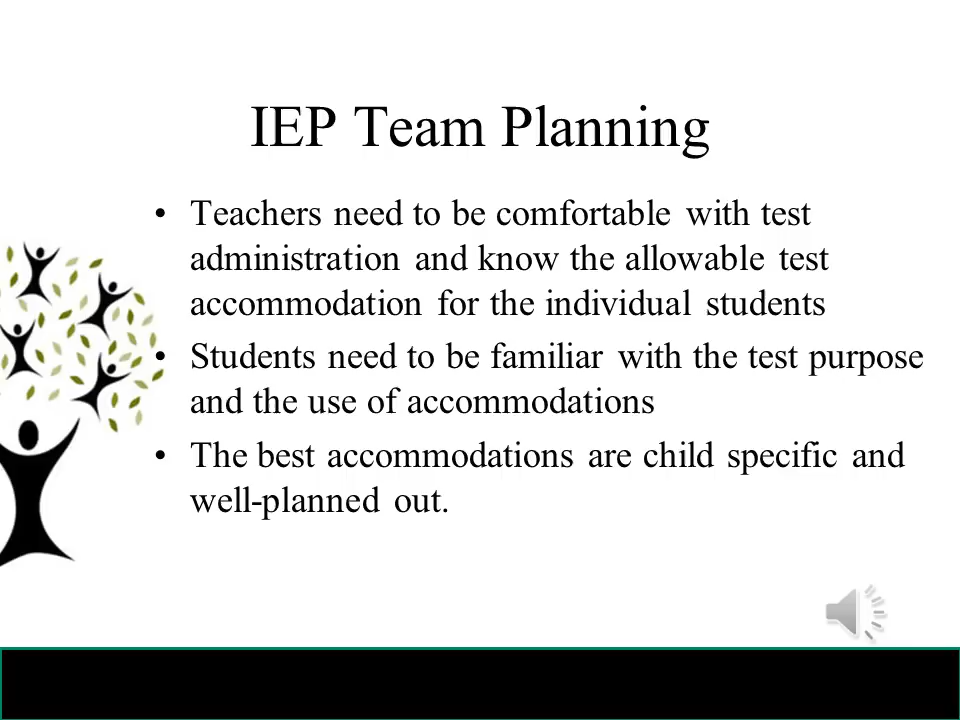 IEP Team Planning
• Teachers need to be comfortable with test
administration and know the allowable test
accommodation for the individual students
• Students need to be familiar with the test purpose
and the use of accommodations
• The best accommodations are child specific and
well-planned out.